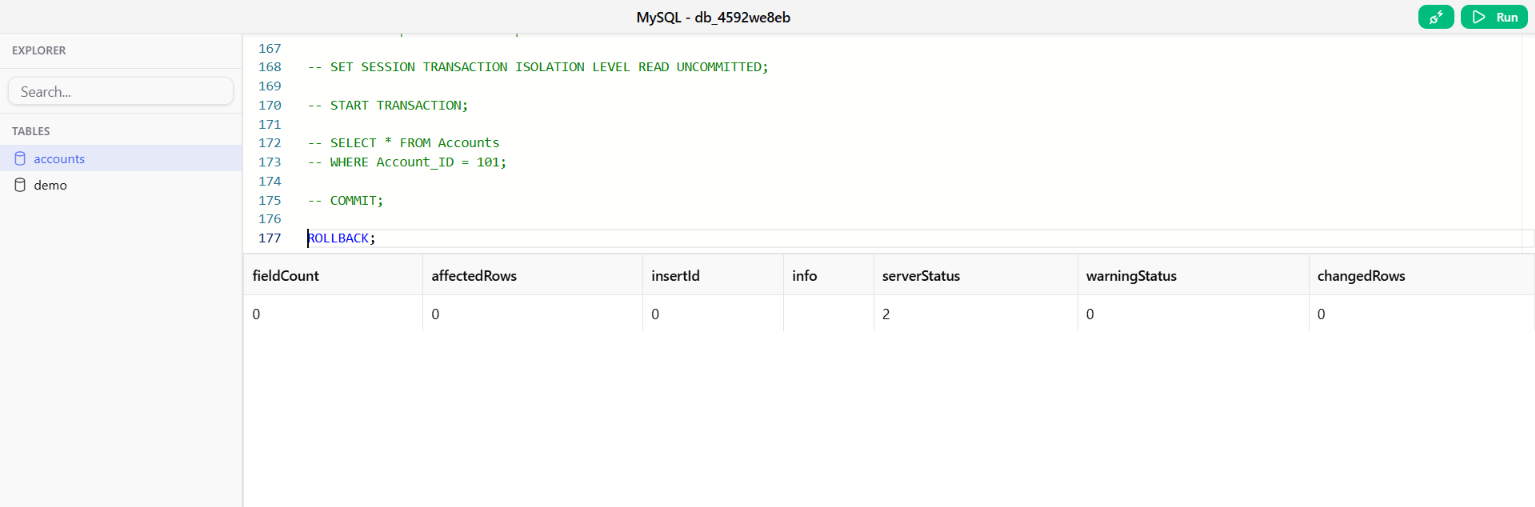 MySQL - db_4592we8eb
Run
EXPLORER
Search...
TABLES
accounts
demo
167
168 -- SET SESSION TRANSACTION ISOLATION LEVEL READ UNCOMMITTED;
169
170 -- START TRANSACTION;
171
172 -- SELECT * FROM Accounts
173 -- WHERE Account_ID = 101;
174
175 -- COMMIT;
176
177 ROLLBACK;
fieldCount affectedRows insertId info serverStatus warningStatus changedRows
0 0 0 2 0 0